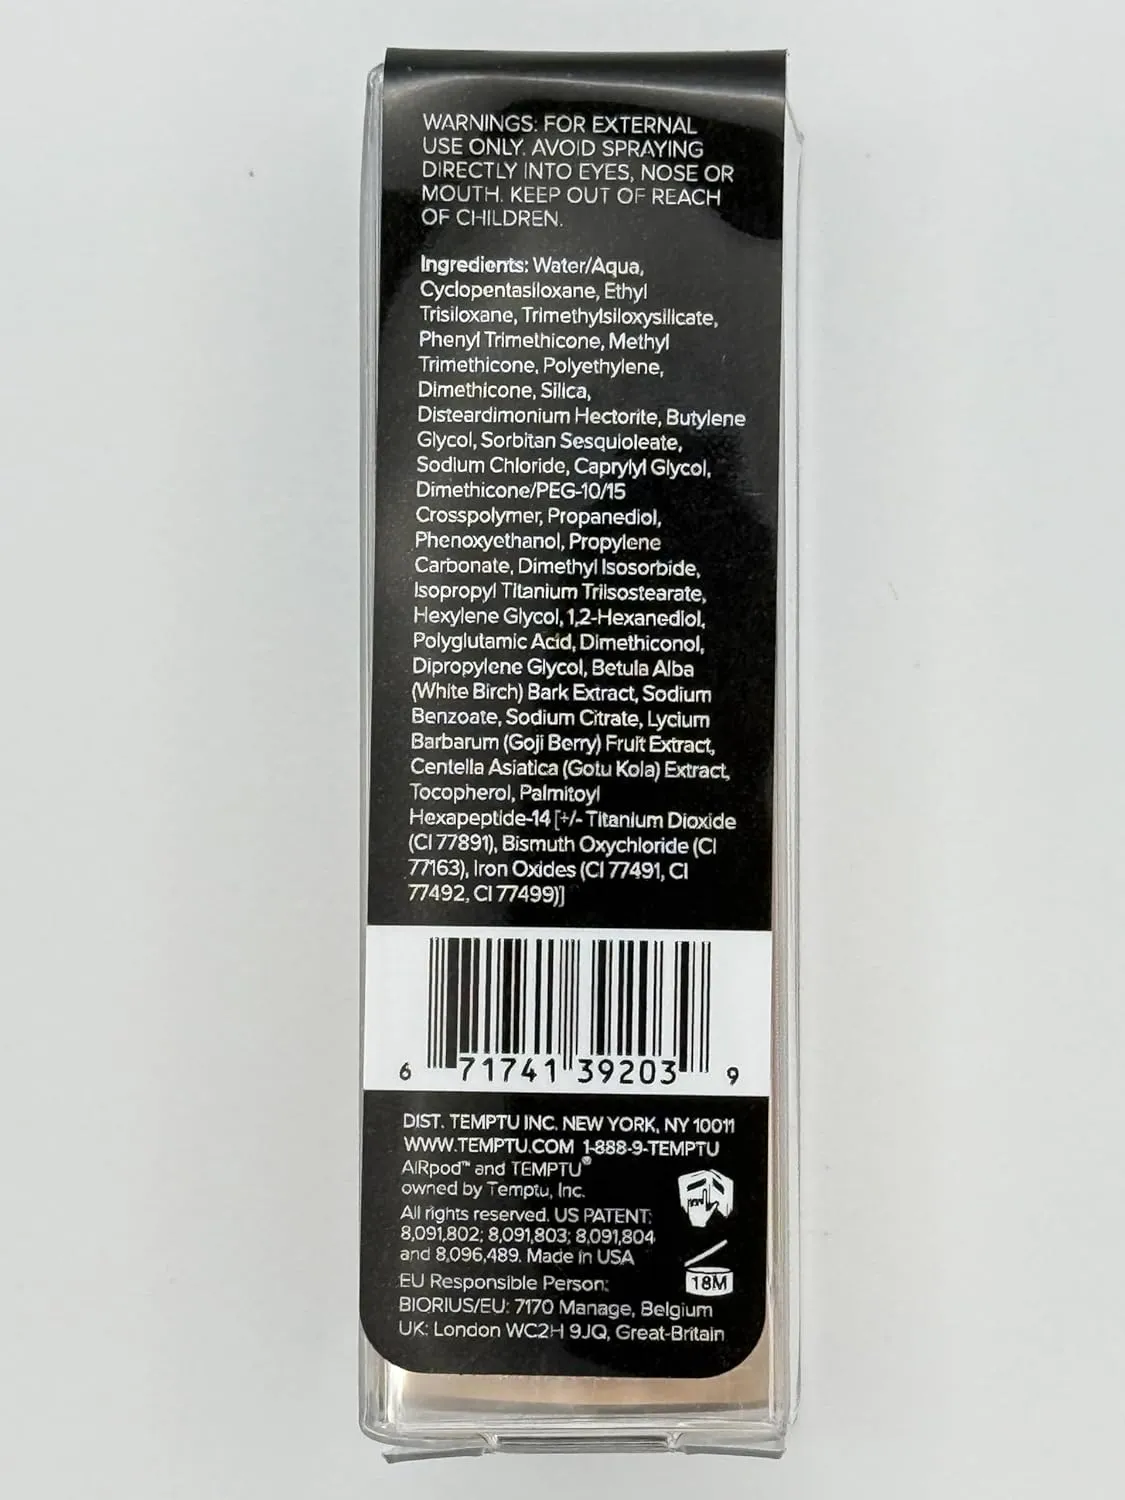 WARNINGS: FOR EXTERNAL
USE ONLY. AVOID SPRAYING
DIRECTLY INTO EYES, NOSE OR
MOUTH. KEEP OUT OF REACH
OF CHILDREN.
Ingredients: Water/Aqua,
Cyclopentasiloxane, Ethyl
Trisiloxane, Trimethylsiloxysilicate,
Phenyl Trimethicone, Methyl
Trimethicone, Polyethylene,
Dimethicone, Silica,
Disteardimonium Hectorite, Butylene
Glycol, Sorbitan Sesquioleate,
Sodium Chloride, Caprylyl Glycol,
Dimethicone/PEG-10/15
Crosspolymer, Propanediol,
Phenoxyethanol, Propylene
Carbonate, Dimethyl Isosorbide,
Isopropyl Titanium Triisostearate,
Hexylene Glycol, 1,2-Hexanediol,
Polyglutamic Acid, Dimethiconol,
Dipropylene Glycol, Betula Alba
(White Birch) Bark Extract, Sodium
Benzoate, Sodium Citrate, Lycium
Barbarum (Goji Berry) Fruit Extract,
Centella Asiatica (Gotu Kola) Extract,
Tocopherol, Palmitoyl
Hexapeptide-14 [+/- Titanium Dioxide
(CI 77891), Bismuth Oxychloride (CI
77163), Iron Oxides (CI 77491, CI
77492, CI 77499)]
6 71741 39203 9
DIST. TEMPTU INC. NEW YORK, NY 10011
WWW.TEMPTU.COM 1-888-9-TEMPTU
AIRpod™ and TEMPTU®
owned by Temptu, Inc.
All rights reserved. US PATENT:
8,091,802; 8,091,803; 8,091,804
and 8,096,489. Made in USA
18M
EU Responsible Person:
BIORIUS/EU: 7170 Manage, Belgium
UK: London WC2H 9JQ, Great-Britain